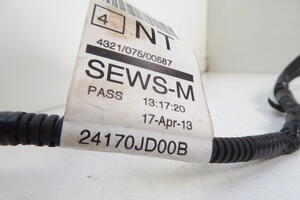 4 NT
4321/075/00587
SEWS-M
PASS 13:17:20
17-Apr-13
24170JD00B